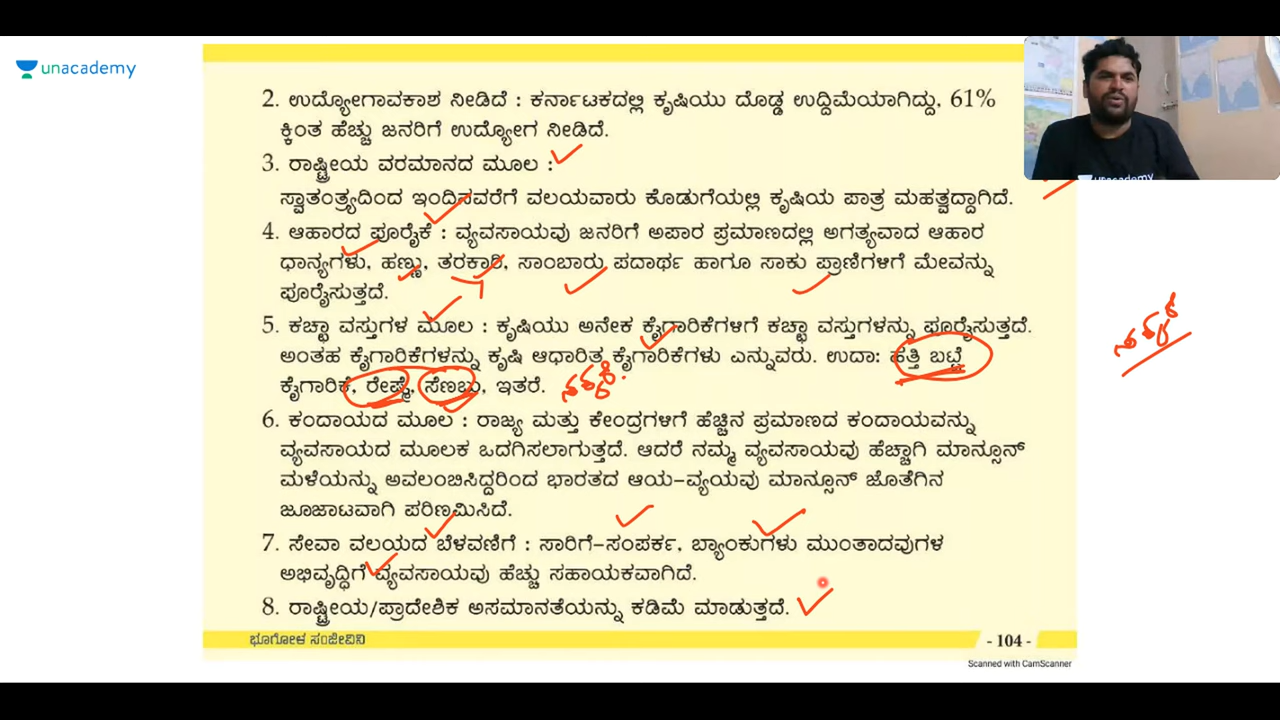 unacademy
2. ಉದ್ಯೋಗಾವಕಾಶ ನೀಡಿದೆ : ಕರ್ನಾಟಕದಲ್ಲಿ ಕೃಷಿಯು ದೊಡ್ಡ ಉದ್ದಿಮೆಯಾಗಿದ್ದು, 61%
ಕ್ಕಿಂತ ಹೆಚ್ಚು ಜನರಿಗೆ ಉದ್ಯೋಗ ನೀಡಿದೆ.
3. ರಾಷ್ಟ್ರೀಯ ವರಮಾನದ ಮೂಲ :
ಸ್ವಾತಂತ್ರ್ಯದಿಂದ ಇಂದಿನವರೆಗೆ ವಲಯವಾರು ಕೊಡುಗೆಯಲ್ಲಿ ಕೃಷಿಯ ಪಾತ್ರ ಮಹತ್ವದ್ದಾಗಿದೆ.
4. ಆಹಾರದ ಪೂರೈಕೆ : ವ್ಯವಸಾಯವು ಜನರಿಗೆ ಅಪಾರ ಪ್ರಮಾಣದಲ್ಲಿ ಅಗತ್ಯವಾದ ಆಹಾರ
ಧಾನ್ಯಗಳು, ಹಣ್ಣು, ತರಕಾರಿ, ಸಾಂಬಾರು ಪದಾರ್ಥ ಹಾಗೂ ಸಾಕು ಪ್ರಾಣಿಗಳಿಗೆ ಮೇವನ್ನು
ಪೂರೈಸುತ್ತದೆ.
5. ಕಚ್ಛಾ ವಸ್ತುಗಳ ಮೂಲ : ಕೃಷಿಯು ಅನೇಕ ಕೈಗಾರಿಕೆಗಳಿಗೆ ಕಚ್ಛಾ ವಸ್ತುಗಳನ್ನು ಪೂರೈಸುತ್ತದೆ.
ಅಂತಹ ಕೈಗಾರಿಕೆಗಳನ್ನು ಕೃಷಿ ಆಧಾರಿತ ಕೈಗಾರಿಕೆಗಳು ಎನ್ನುವರು. ಉದಾ: ಹತ್ತಿ ಬಟ್ಟೆ
ಕೈಗಾರಿಕೆ, ರೇಷ್ಮೆ, ಸೆಣಬು, ಇತರೆ.
6. ಕಂದಾಯದ ಮೂಲ : ರಾಜ್ಯ ಮತ್ತು ಕೇಂದ್ರಗಳಿಗೆ ಹೆಚ್ಚಿನ ಪ್ರಮಾಣದ ಕಂದಾಯವನ್ನು
ವ್ಯವಸಾಯದ ಮೂಲಕ ಒದಗಿಸಲಾಗುತ್ತದೆ. ಆದರೆ ನಮ್ಮ ವ್ಯವಸಾಯವು ಹೆಚ್ಚಾಗಿ ಮಾನ್ಸೂನ್
ಮಳೆಯನ್ನು ಅವಲಂಬಿಸಿದ್ದರಿಂದ ಭಾರತದ ಆಯ-ವ್ಯಯವು ಮಾನ್ಸೂನ್ ಜೊತೆಗಿನ
ಜೂಜಾಟವಾಗಿ ಪರಿಣಮಿಸಿದೆ.
7. ಸೇವಾ ವಲಯದ ಬೆಳವಣಿಗೆ : ಸಾರಿಗೆ-ಸಂಪರ್ಕ, ಬ್ಯಾಂಕುಗಳು ಮುಂತಾದವುಗಳ
ಅಭಿವೃದ್ಧಿಗೆ ವ್ಯವಸಾಯವು ಹೆಚ್ಚು ಸಹಾಯಕವಾಗಿದೆ.
8. ರಾಷ್ಟ್ರೀಯ/ಪ್ರಾದೇಶಿಕ ಅಸಮಾನತೆಯನ್ನು ಕಡಿಮೆ ಮಾಡುತ್ತದೆ.
ಭೂಗೋಳ ಸಂಜೀವಿನಿ
- 104 -
Scanned with CamScanner
unacademy